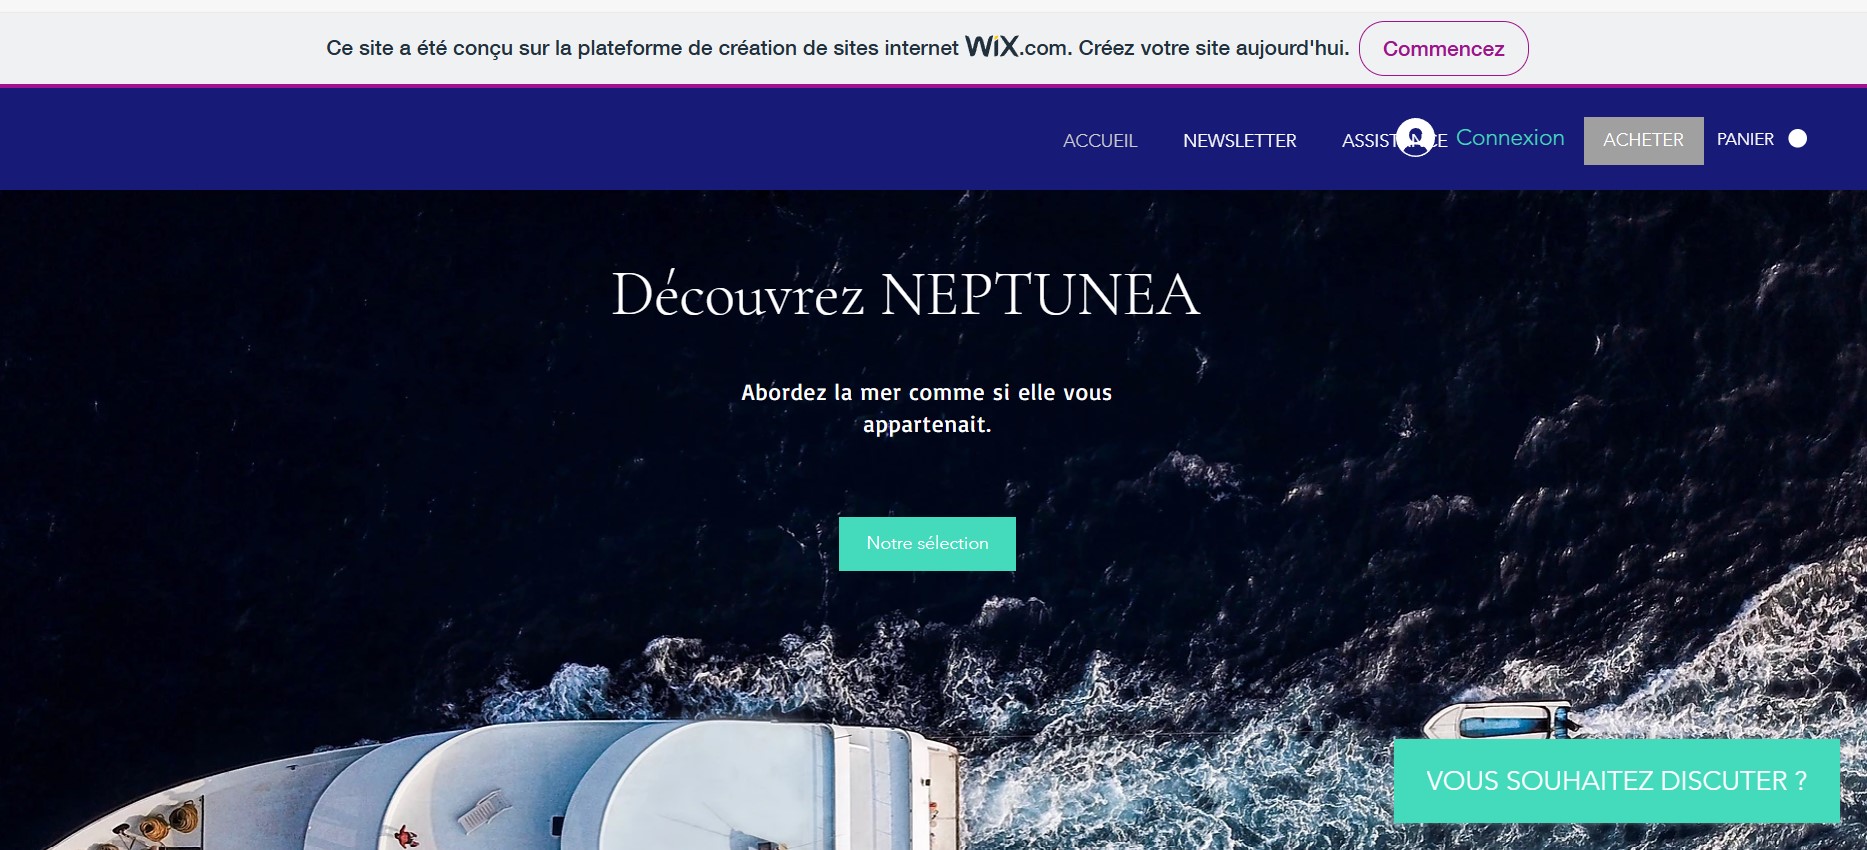 Ce site a été conçu sur la plateforme de création de sites internet WiX.com. Créez votre site aujourd'hui. Commencez
ACCUEIL NEWSLETTER ASSISTANCE Connexion ACHETER PANIER
Découvrez NEPTUNEA
Abordez la mer comme si elle vous
appartenait.
Notre sélection
VOUS SOUHAITEZ DISCUTER ?